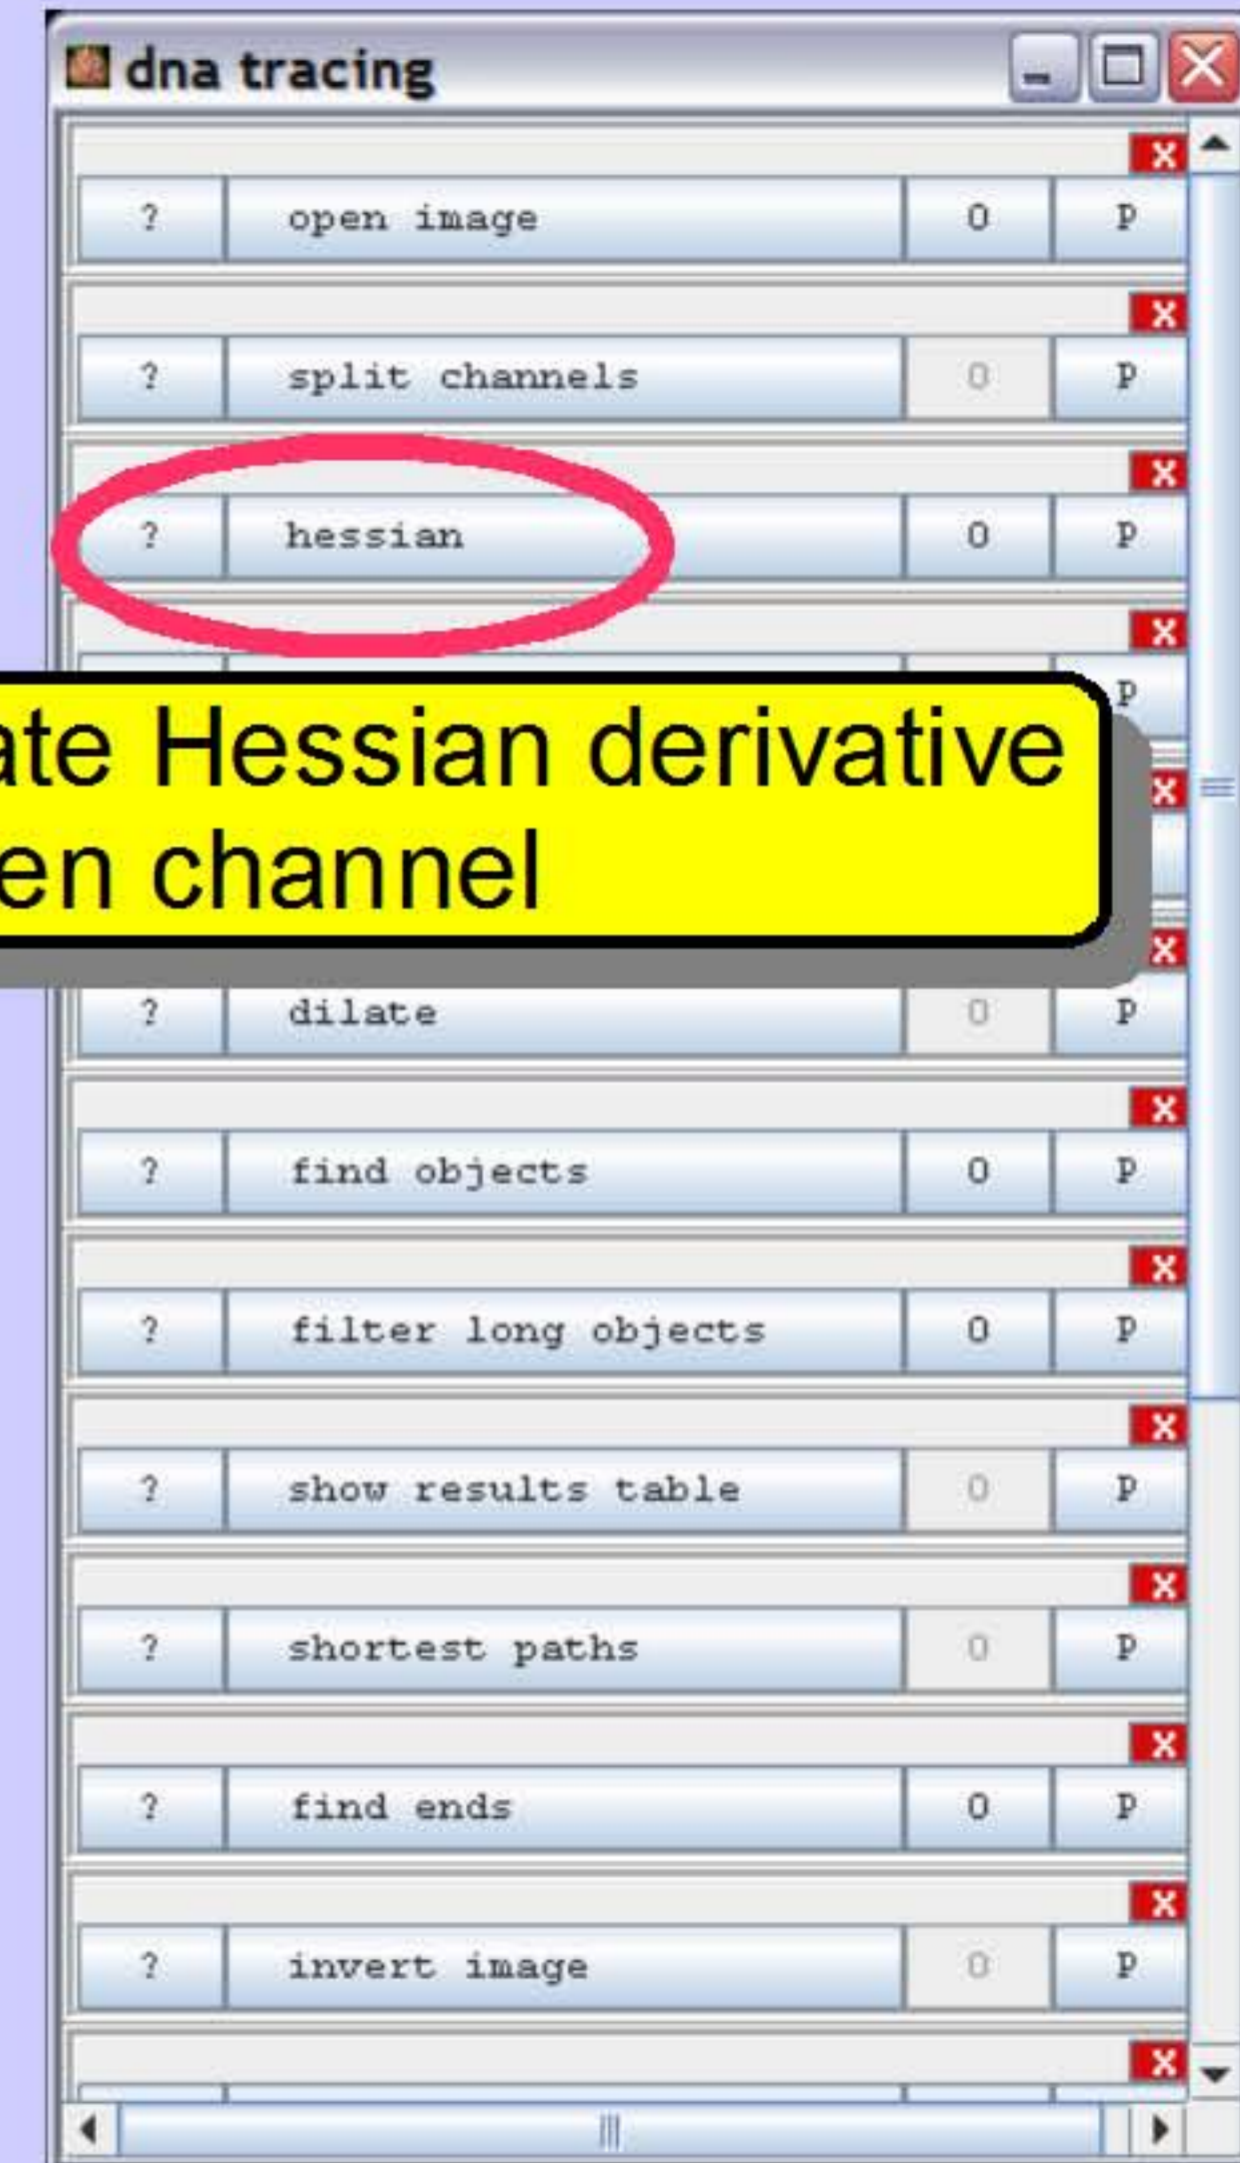 dna tracing
X
? open image O P
X
? split channels O P
X
? hessian O P
X
P
ate Hessian derivative
X
en channel
X
? dilate O P
X
? find objects O P
X
? filter long objects O P
X
? show results table O P
X
? shortest paths O P
X
? find ends O P
X
? invert image O P
X